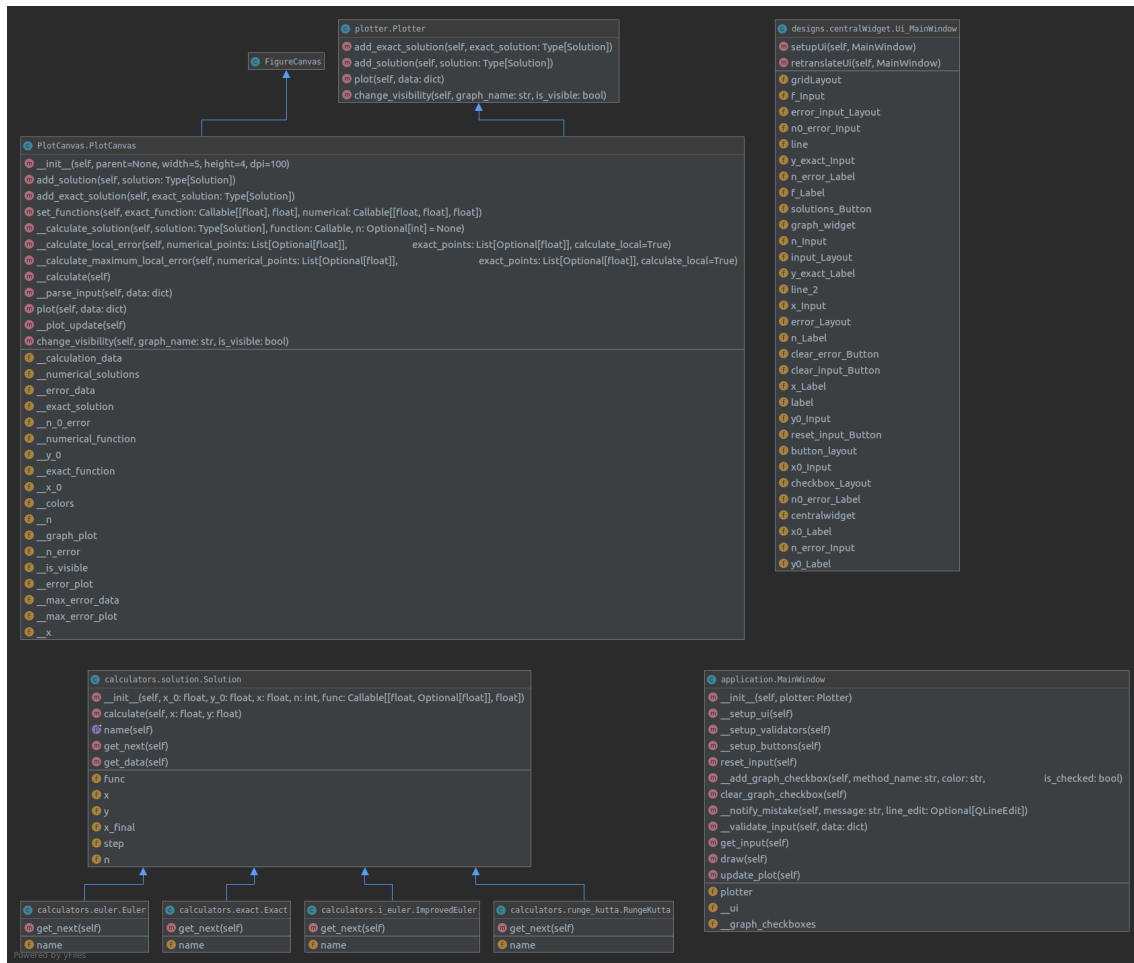 FigureCanvas
plotter.Plotter
add_exact_solution(self, exact_solution: Type[Solution])
add_solution(self, solution: Type[Solution])
plot(self, data: dict)
change_visibility(self, graph_name: str, is_visible: bool)
PlotCanvas.PlotCanvas
__init__(self, parent=None, width=5, height=4, dpi=100)
add_solution(self, solution: Type[Solution])
add_exact_solution(self, exact_solution: Type[Solution])
set_functions(self, exact_function: Callable[[float], float], numerical: Callable[[float, float], float])
__calculate_solution(self, solution: Type[Solution], function: Callable, n: Optional[int] = None)
__calculate_local_error(self, numerical_points: List[Optional[float]], exact_points: List[Optional[float]], calculate_local=True)
__calculate_maximum_local_error(self, numerical_points: List[Optional[float]], exact_points: List[Optional[float]], calculate_local=True)
__calculate(self)
__parse_input(self, data: dict)
plot(self, data: dict)
__plot_update(self)
change_visibility(self, graph_name: str, is_visible: bool)
__calculation_data
__numerical_solutions
__error_data
__exact_solution
__n_0_error
__numerical_function
__y_0
__exact_function
__x_0
__colors
__n
__graph_plot
__n_error
__is_visible
__error_plot
__max_error_data
__max_error_plot
__x
designs.centralWidget.Ui_MainWindow
setupUi(self, MainWindow)
retranslateUi(self, MainWindow)
gridLayout
f_Input
error_input_Layout
n0_error_Input
line
y_exact_Input
n_error_Label
f_Label
solutions_Button
graph_widget
n_Input
input_Layout
y_exact_Label
line_2
x_Input
error_Layout
n_Label
clear_error_Button
clear_input_Button
x_Label
label
y0_Input
reset_input_Button
button_layout
x0_Input
checkbox_Layout
n0_error_Label
centralwidget
x0_Label
n_error_Input
y0_Label
calculators.solution.Solution
__init__(self, x_0: float, y_0: float, x: float, n: int, func: Callable[[float, Optional[float]], float])
calculate(self, x: float, y: float)
name(self)
get_next(self)
get_data(self)
func
x
y
x_final
step
n
calculators.euler.Euler
get_next(self)
name
calculators.exact.Exact
get_next(self)
name
calculators.i_euler.ImprovedEuler
get_next(self)
name
calculators.runge_kutta.RungeKutta
get_next(self)
name
application.MainWindow
__init__(self, plotter: Plotter)
__setup_ui(self)
__setup_validators(self)
__setup_buttons(self)
reset_input(self)
__add_graph_checkbox(self, method_name: str, color: str, is_checked: bool)
clear_graph_checkbox(self)
__notify_mistake(self, message: str, line_edit: Optional[QLineEdit])
__validate_input(self, data: dict)
get_input(self)
draw(self)
update_plot(self)
plotter
__ui
__graph_checkboxes
Powered by yFiles